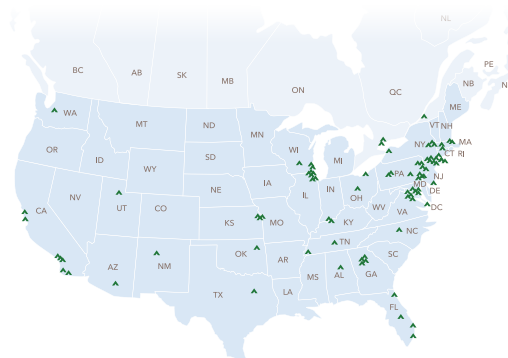 NL
BC
AB
SK
MB
ON
QC
PE
NB
N
WA
MT
ND
MN
WI
MI
ME
VT NH
NY
MA
CT RI
OR
ID
WY
SD
IA
NE
IL
IN
OH
PA
NJ
MD
DE
DC
NV
UT
CO
KS
MO
KY
WV
VA
CA
AZ
NM
OK
AR
TN
NC
SC
TX
LA
MS
AL
GA
FL